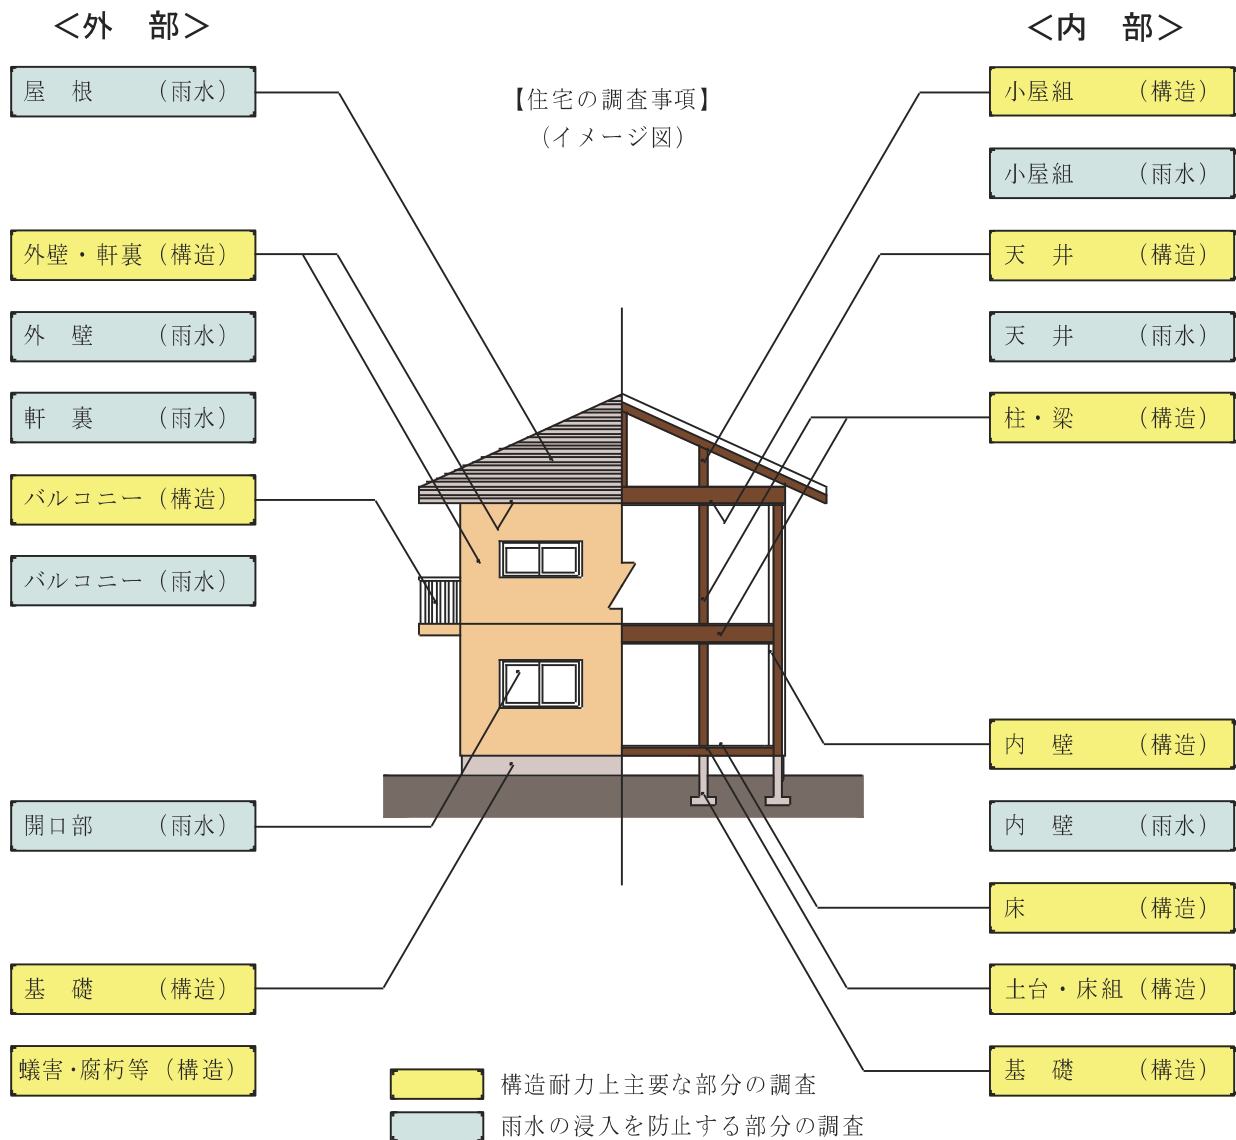 ＜外　部＞
屋　根　（雨水）
外壁・軒裏（構造）
外　壁　（雨水）
軒　裏　（雨水）
バルコニー（構造）
バルコニー（雨水）
開口部　（雨水）
基　礎　（構造）
蟻害・腐朽等（構造）
【住宅の調査事項】
（イメージ図）
＜内　部＞
小屋組　（構造）
小屋組　（雨水）
天　井　（構造）
天　井　（雨水）
柱・梁　（構造）
内　壁　（構造）
内　壁　（雨水）
床　（構造）
土台・床組（構造）
基　礎　（構造）
構造耐力上主要な部分の調査
雨水の浸入を防止する部分の調査